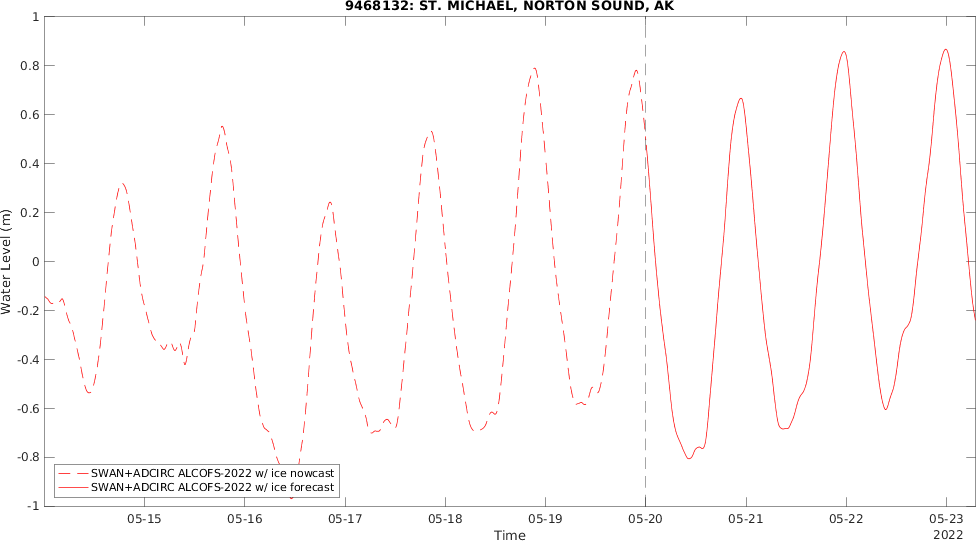 9468132: ST. MICHAEL, NORTON SOUND, AK
Water Level (m)
1
0.8
0.6
0.4
0.2
0
-0.2
-0.4
-0.6
-0.8
-1
SWAN+ADCIRC ALCOFS-2022 w/ ice nowcast
SWAN+ADCIRC ALCOFS-2022 w/ ice forecast
05-15 05-16 05-17 05-18 05-19 05-20 05-21 05-22 05-23
Time
2022